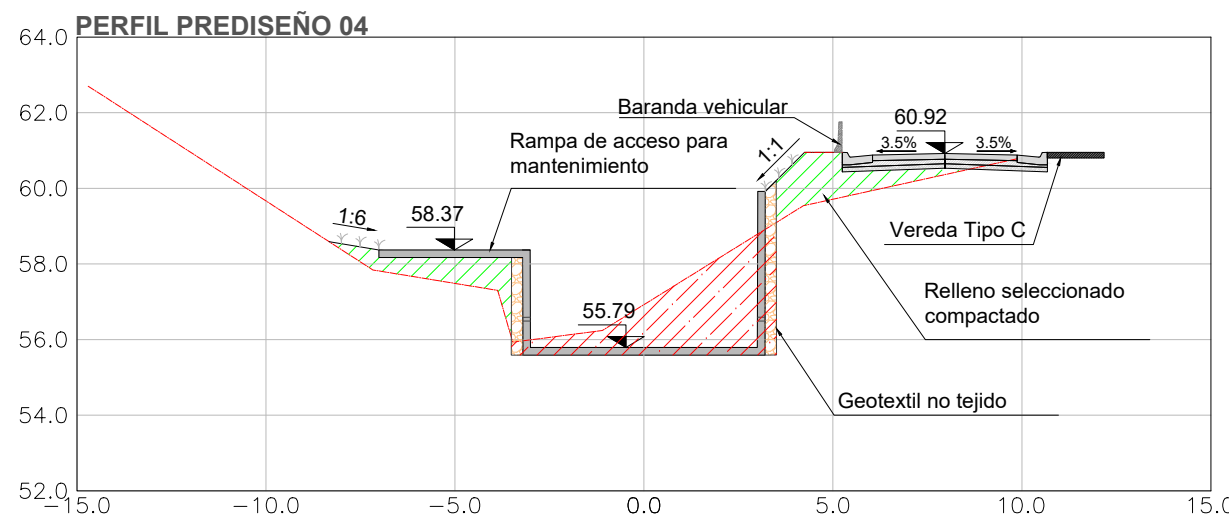 PERFIL PREDISEÑO 04
64.0
62.0
60.0
58.0
56.0
54.0
52.0
Baranda vehicular
Rampa de acceso para
mantenimiento
1:1
60.92
3.5%
3.5%
1:6
58.37
Vereda Tipo C
55.79
Relleno seleccionado
compactado
Geotextil no tejido
-15.0
-10.0
-5.0
0.0
5.0
10.0
15.0